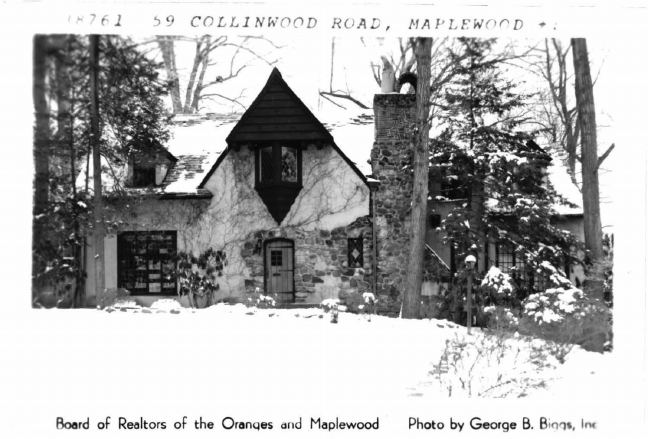 18761 59 COLLINWOOD ROAD, MAPLEWOOD
Board of Realtors of the Oranges and Maplewood Photo by George B. Biggs, Inc